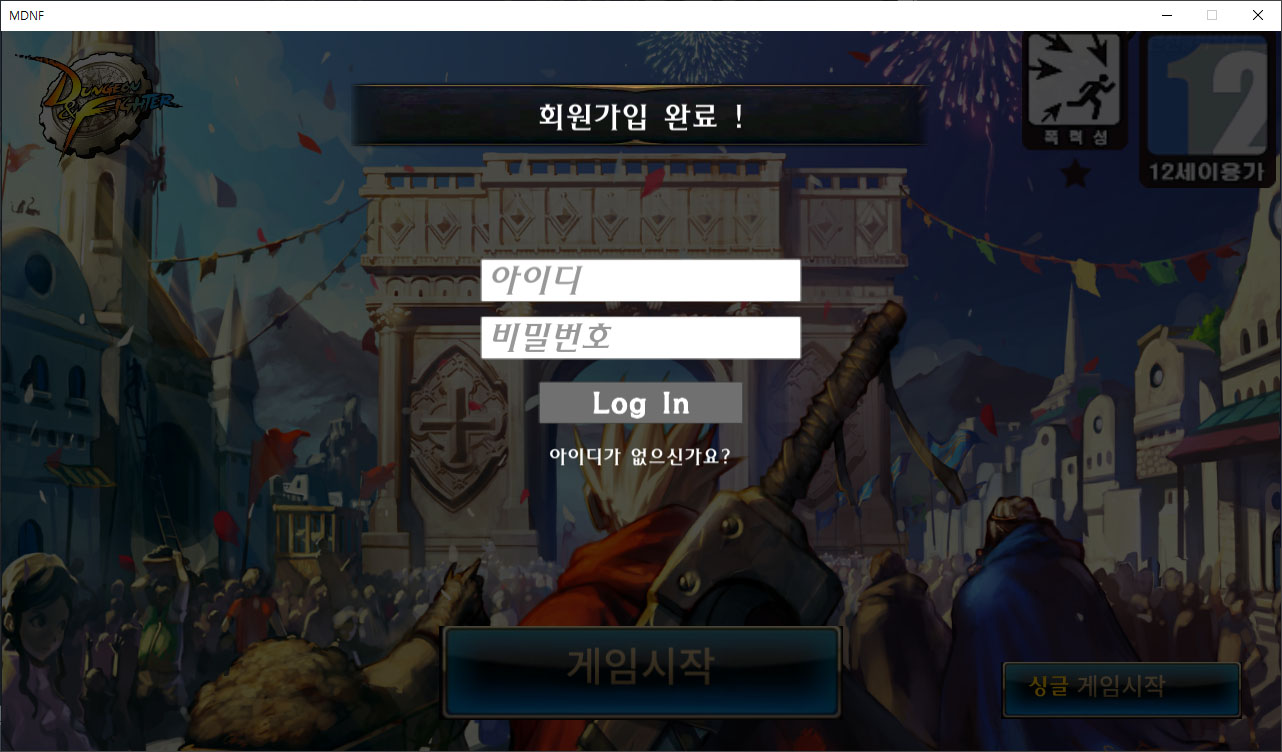 MDNF
DUNGEON
& FIGHTER
회원가입 완료 !
폭력성
12
12세이용가
아이디
비밀번호
Log In
아이디가 없으신가요?
게임시작
싱글 게임시작